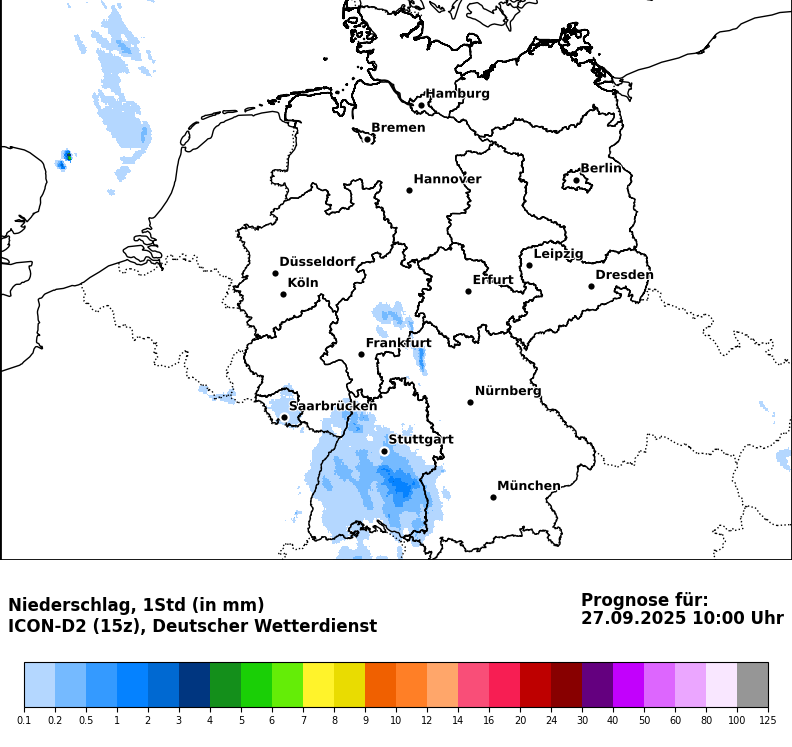 Hamburg
Bremen
Berlin
Hannover
Leipzig
Düsseldorf
Dresden
Köln
Erfurt
Frankfurt
Nürnberg
Saarbrücken
Stuttgart
München
Niederschlag, 1Std (in mm)
ICON-D2 (15z), Deutscher Wetterdienst
Prognose für:
27.09.2025 10:00 Uhr
0.1 0.2 0.5 1 2 3 4 5 6 7 8 9 10 12 14 16 20 24 30 40 50 60 80 100 125